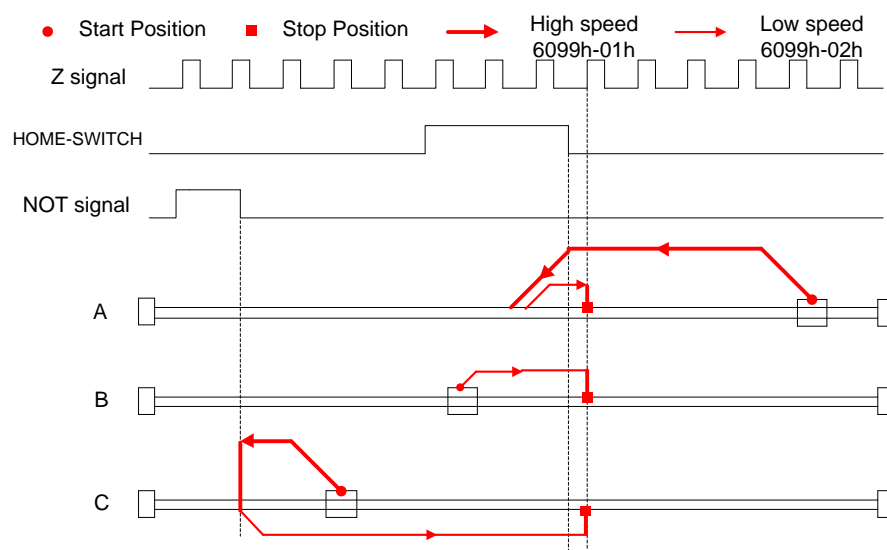 Start Position
Stop Position
High speed
6099h-01h
Low speed
6099h-02h
Z signal
HOME-SWITCH
NOT signal
A
B
C